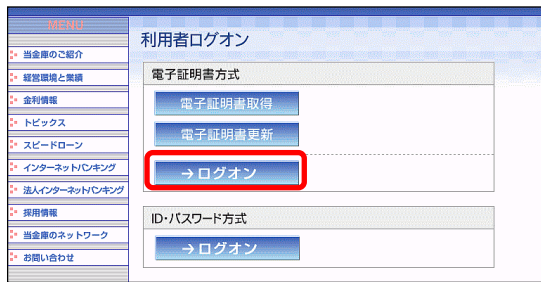 MENU
当金庫のご紹介
経営環境と業績
金利情報
トピックス
スピードローン
インターネットバンキング
法人インターネットバンキング
採用情報
当金庫のネットワーク
お問い合わせ
利用者ログオン
電子証明書方式
電子証明書取得
電子証明書更新
→ログオン
ID・パスワード方式
→ログオン